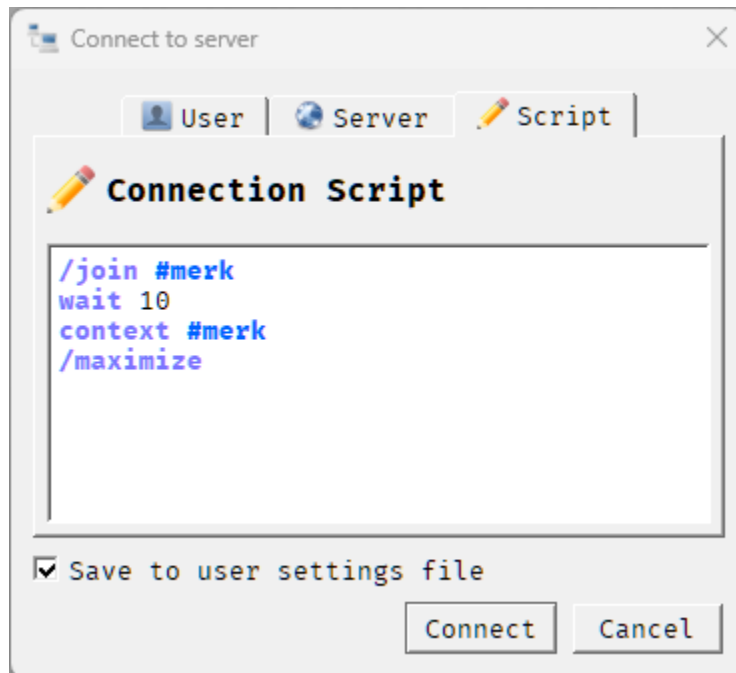 Connect to server
User
Server
Script
Connection Script
/join #merk
wait 10
context #merk
/maximize
Save to user settings file
Connect
Cancel